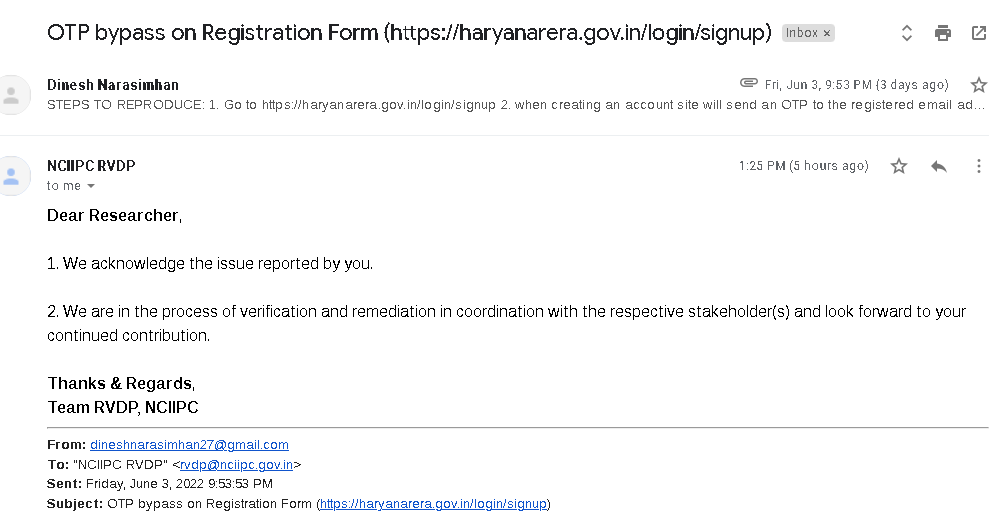 OTP bypass on Registration Form (https://haryanarera.gov.in/login/signup) Inbox ×
Dinesh Narasimhan Fri, Jun 3, 9:53 PM (3 days ago)
STEPS TO REPRODUCE: 1. Go to https://haryanarera.gov.in/login/signup 2. when creating an account site will send an OTP to the registered email ad...
NCIIPC RVDP 1:25 PM (5 hours ago)
to me
Dear Researcher,
1. We acknowledge the issue reported by you.
2. We are in the process of verification and remediation in coordination with the respective stakeholder(s) and look forward to your
continued contribution.
Thanks & Regards,
Team RVDP, NCIIPC
From: dineshnarasimhan27@gmail.com
To: "NCIIPC RVDP" <rvdp@nciipc.gov.in>
Sent: Friday, June 3, 2022 9:53:53 PM
Subject: OTP bypass on Registration Form (https://haryanarera.gov.in/login/signup)